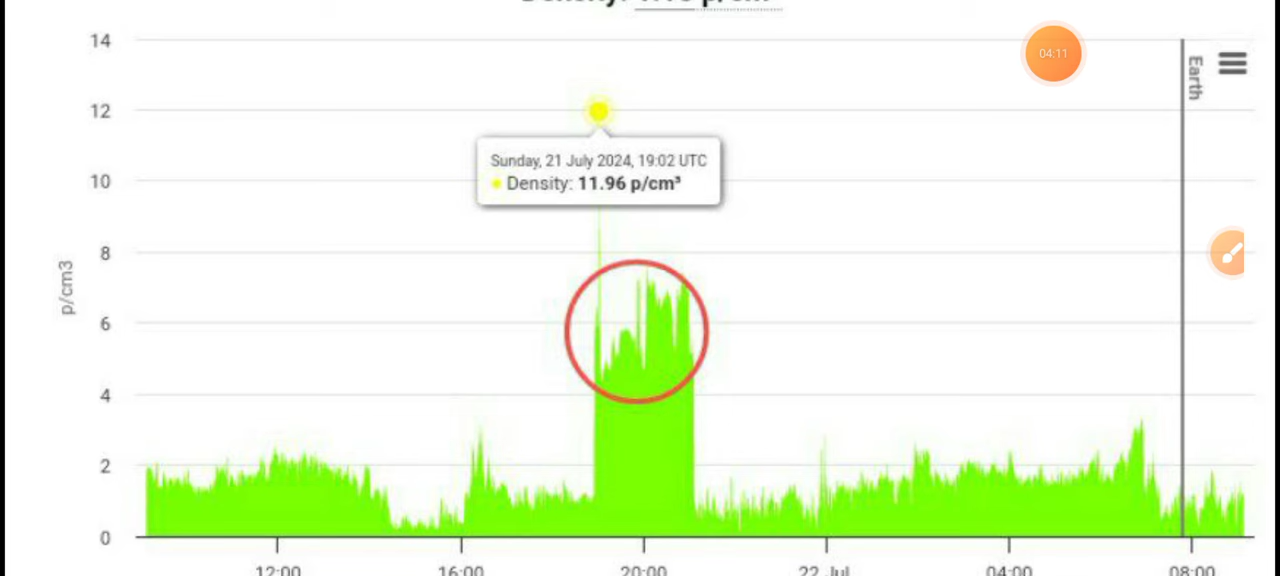 14
04:11
Earth
12
Sunday, 21 July 2024, 19:02 UTC
Density: 11.96 p/cm³
10
8
p/cm3
6
4
2
0
12:00
16:00
20:00
22 Jul
04:00
08:00